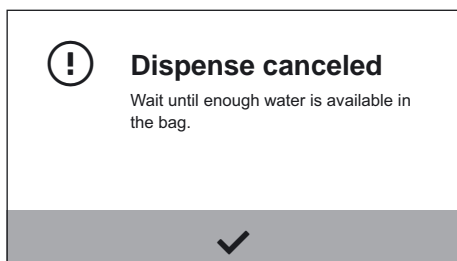 Dispense canceled
Wait until enough water is available in
the bag.